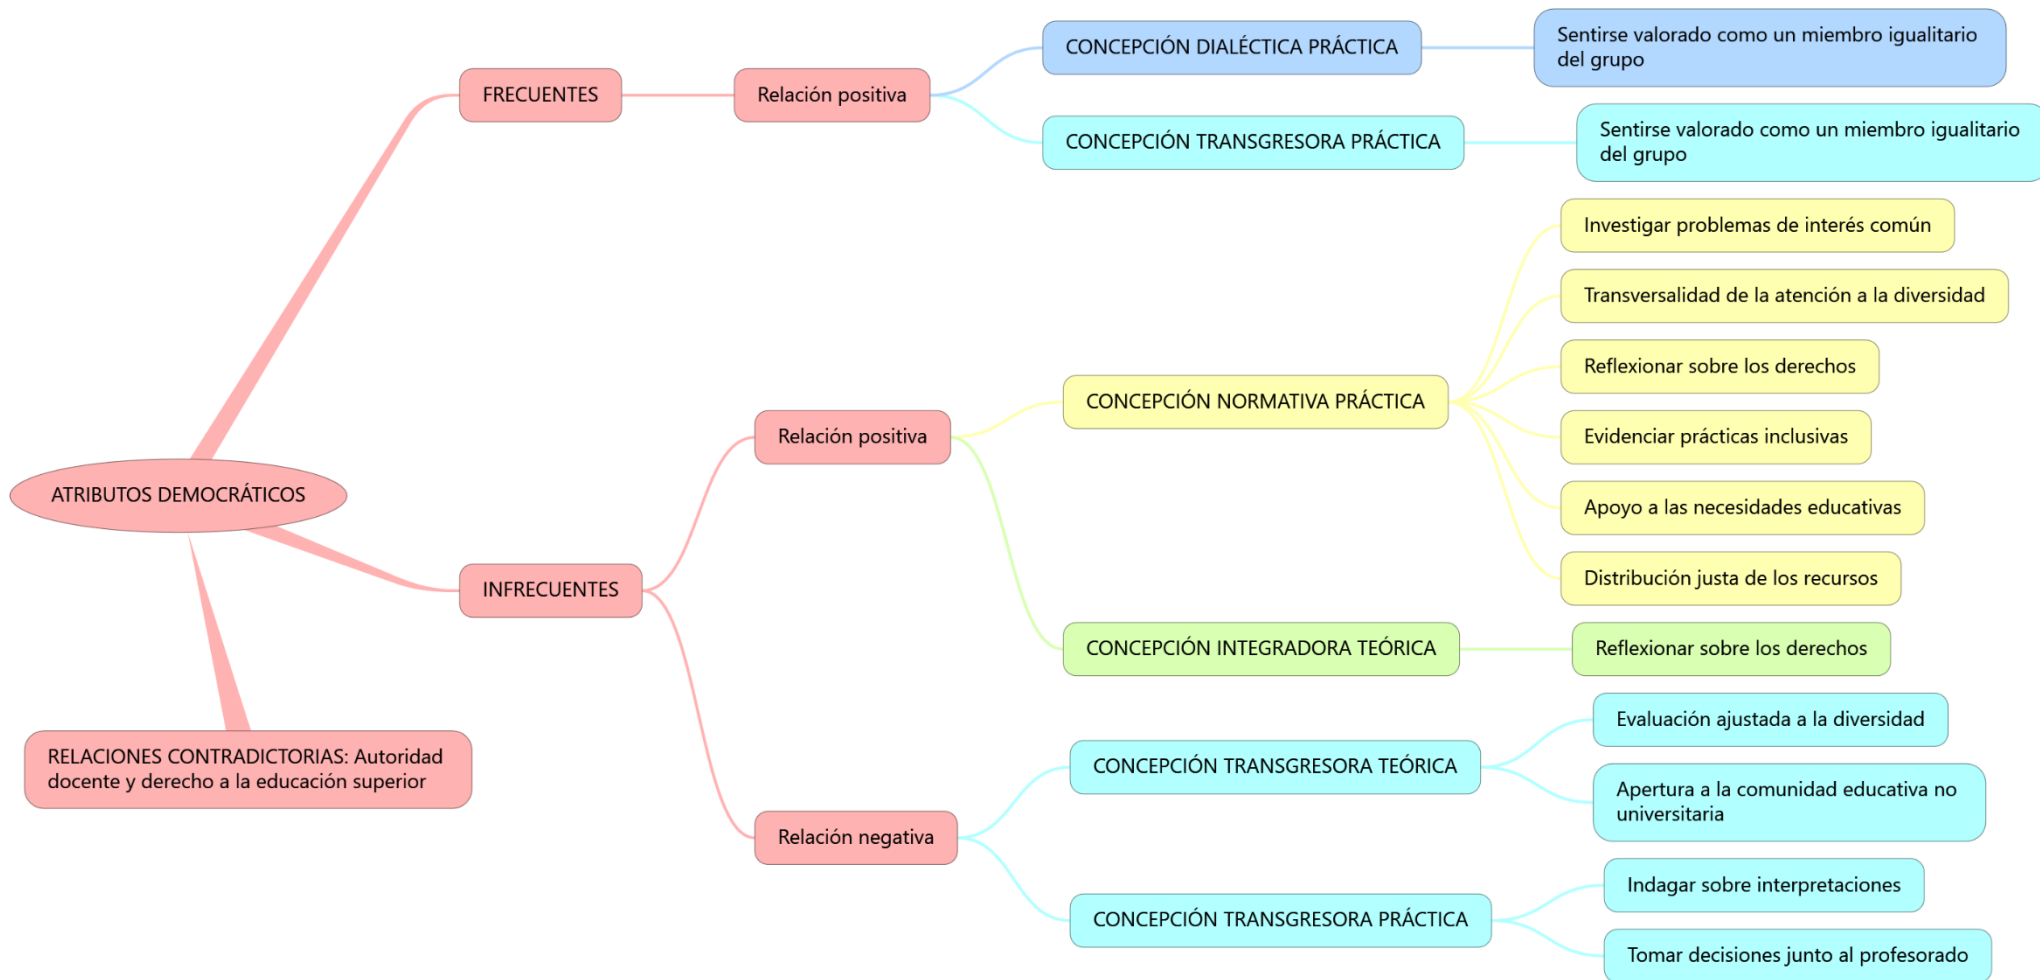 CONCEPCIÓN DIALÉCTICA PRÁCTICA
Sentirse valorado como un miembro igualitario
del grupo
FRECUENTES
Relación positiva
CONCEPCIÓN TRANSGRESORA PRÁCTICA
Sentirse valorado como un miembro igualitario
del grupo
Investigar problemas de interés común
Transversalidad de la atención a la diversidad
Reflexionar sobre los derechos
CONCEPCIÓN NORMATIVA PRÁCTICA
Relación positiva
Evidenciar prácticas inclusivas
ATRIBUTOS DEMOCRÁTICOS
Apoyo a las necesidades educativas
INFRECUENTES
Distribución justa de los recursos
CONCEPCIÓN INTEGRADORA TEÓRICA
Reflexionar sobre los derechos
RELACIONES CONTRADICTORIAS: Autoridad
docente y derecho a la educación superior
Evaluación ajustada a la diversidad
CONCEPCIÓN TRANSGRESORA TEÓRICA
Apertura a la comunidad educativa no
universitaria
Relación negativa
Indagar sobre interpretaciones
CONCEPCIÓN TRANSGRESORA PRÁCTICA
Tomar decisiones junto al profesorado